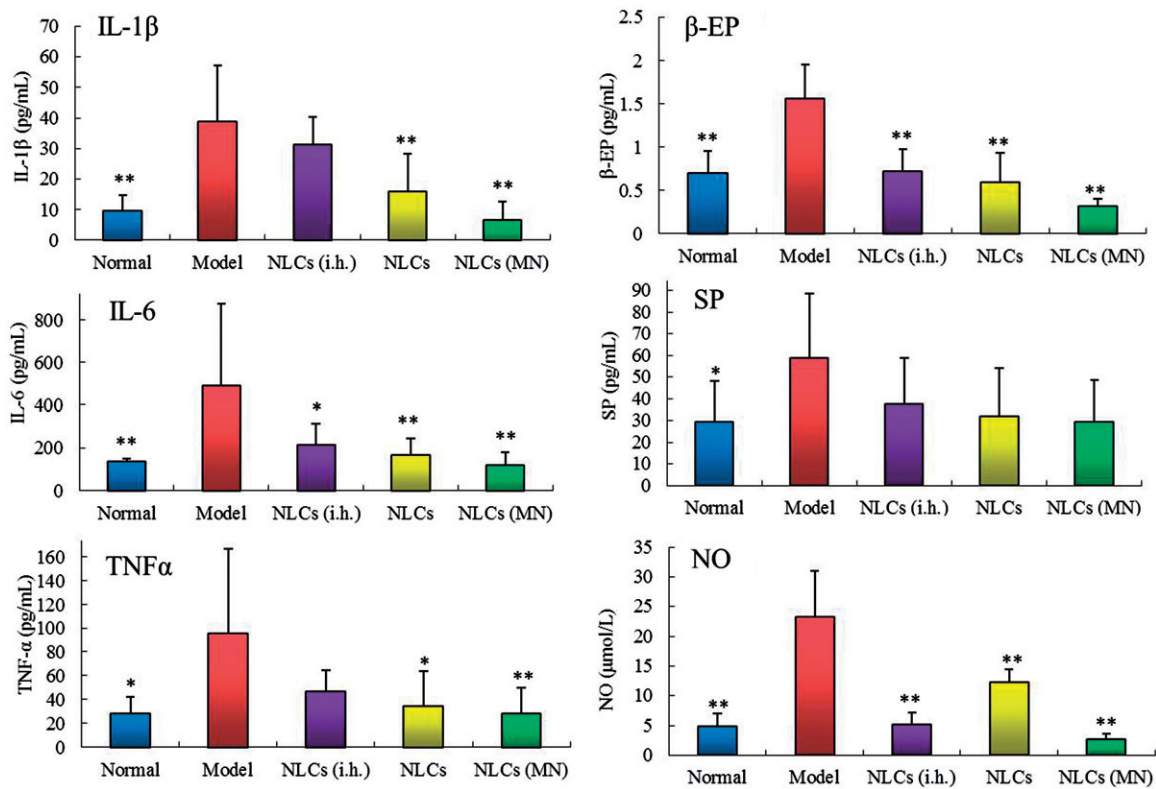 IL-1β
IL-1β (pg/mL)
70
60
50
40
30
20
10
0
** ** **
Normal Model NLCs (i.h.) NLCs NLCs (MN)
β-EP
β-EP (pg/mL)
2.5
2
1.5
1
0.5
0
** ** ** **
Normal Model NLCs (i.h.) NLCs NLCs (MN)
IL-6
IL-6 (pg/mL)
800
600
400
200
0
** * ** **
Normal Model NLCs (i.h.) NLCs NLCs (MN)
SP
SP (pg/mL)
90
80
70
60
50
40
30
20
10
0
*
Normal Model NLCs (i.h.) NLCs NLCs (MN)
TNFα
TNF-α (pg/mL)
160
140
120
100
80
60
40
20
0
* * **
Normal Model NLCs (i.h.) NLCs NLCs (MN)
NO
NO (μmol/L)
35
30
25
20
15
10
5
0
** ** ** **
Normal Model NLCs (i.h.) NLCs NLCs (MN)